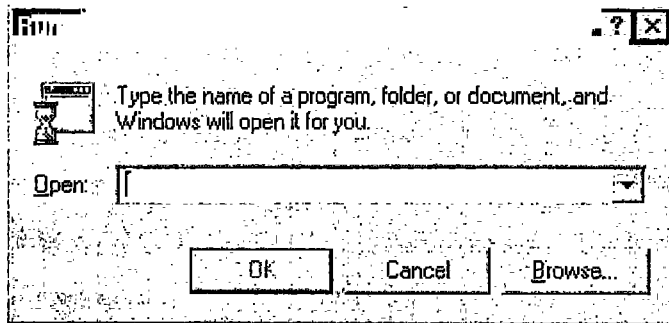 Run
? X
Type the name of a program, folder, or document, and
Windows will open it for you.
Open:
OK
Cancel
Browse...